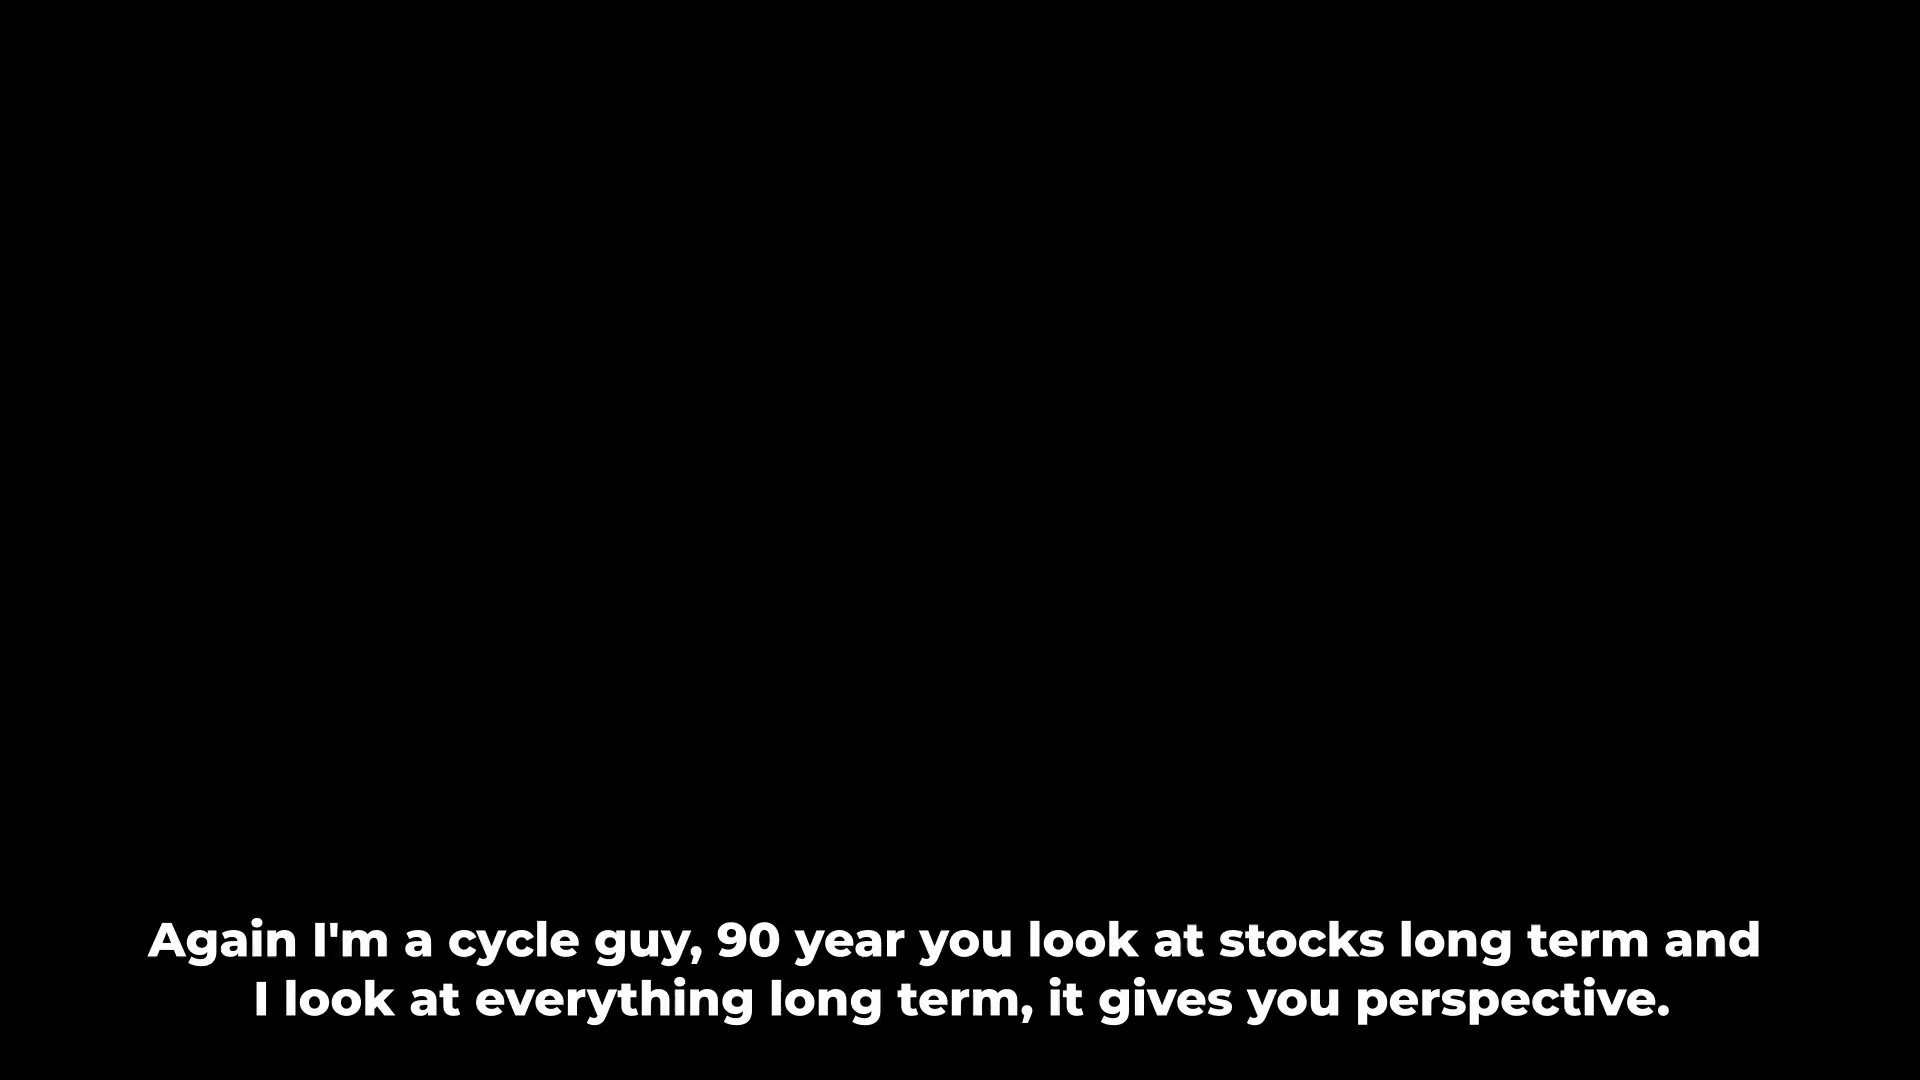 Again I'm a cycle guy, 90 year you look at stocks long term and
I look at everything long term, it gives you perspective.